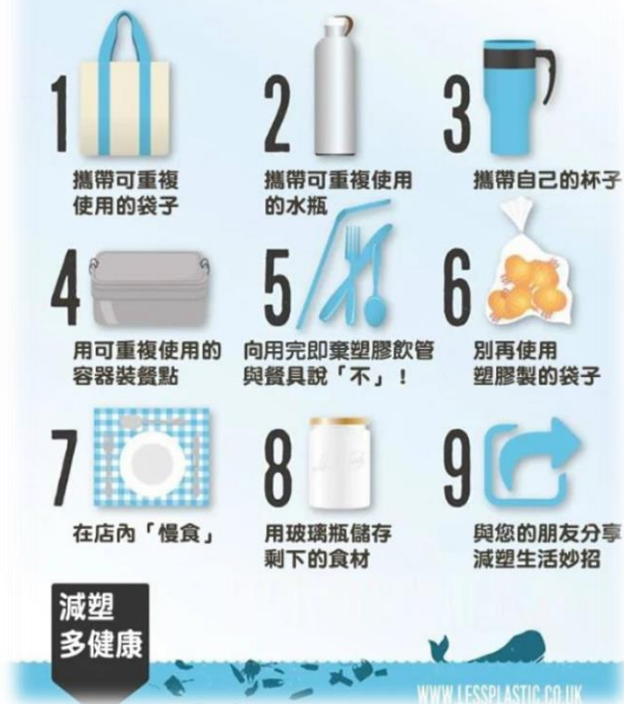 1
攜帶可重複
使用的袋子
2
攜帶可重複使用
的水瓶
3
攜帶自己的杯子
4
用可重複使用的
容器裝餐點
5
向用完即棄塑膠飲管
與餐具說「不」！
6
別再使用
塑膠製的袋子
7
在店內「慢食」
8
用玻璃瓶儲存
剩下的食材
9
與您的朋友分享
減塑生活妙招
減塑
多健康
WWW.LESSPLASTIC.CO.UK